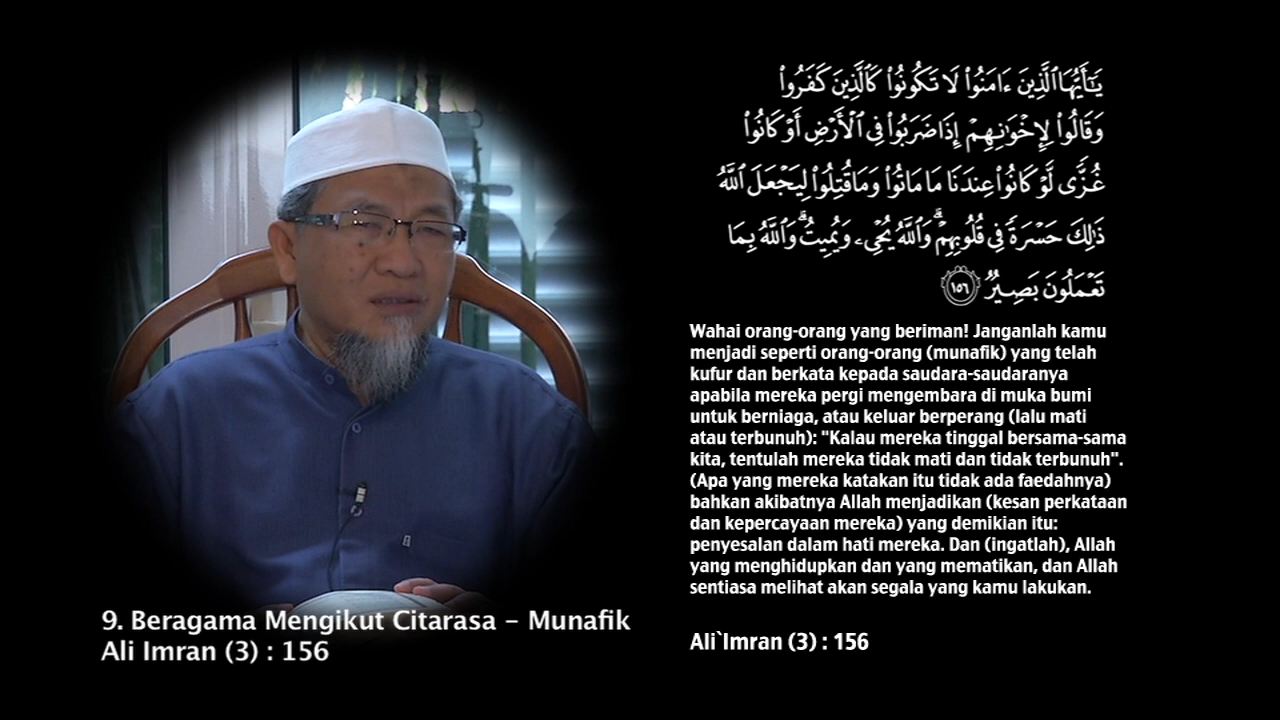 يَٰٓأَيُّهَا ٱلَّذِينَ ءَامَنُوا۟ لَا تَكُونُوا۟ كَٱلَّذِينَ كَفَرُوا۟
وَقَالُوا۟ لِإِخْوَٰنِهِمْ إِذَا ضَرَبُوا۟ فِى ٱلْأَرْضِ أَوْ كَانُوا۟
غُزًّى لَّوْ كَانُوا۟ عِندَنَا مَا مَاتُوا۟ وَمَا قُتِلُوا۟ لِيَجْعَلَ ٱللَّهُ
ذَٰلِكَ حَسْرَةً فِى قُلُوبِهِمْ ۗ وَٱللَّهُ يُحْىِۦ وَيُمِيتُ ۗ وَٱللَّهُ بِمَا
تَعْمَلُونَ بَصِيرٌ ١٥٦
Wahai orang-orang yang beriman! Janganlah kamu
menjadi seperti orang-orang (munafik) yang telah
kufur dan berkata kepada saudara-saudaranya
apabila mereka pergi mengembara di muka bumi
untuk berniaga, atau keluar berperang (lalu mati
atau terbunuh): "Kalau mereka tinggal bersama-sama
kita, tentulah mereka tidak mati dan tidak terbunuh".
(Apa yang mereka katakan itu tidak ada faedahnya)
bahkan akibatnya Allah menjadikan (kesan perkataan
dan kepercayaan mereka) yang demikian itu:
penyesalan dalam hati mereka. Dan (ingatlah), Allah
yang menghidupkan dan yang mematikan, dan Allah
sentiasa melihat akan segala yang kamu lakukan.
Ali`Imran (3) : 156
9. Beragama Mengikut Citarasa – Munafik
Ali Imran (3) : 156